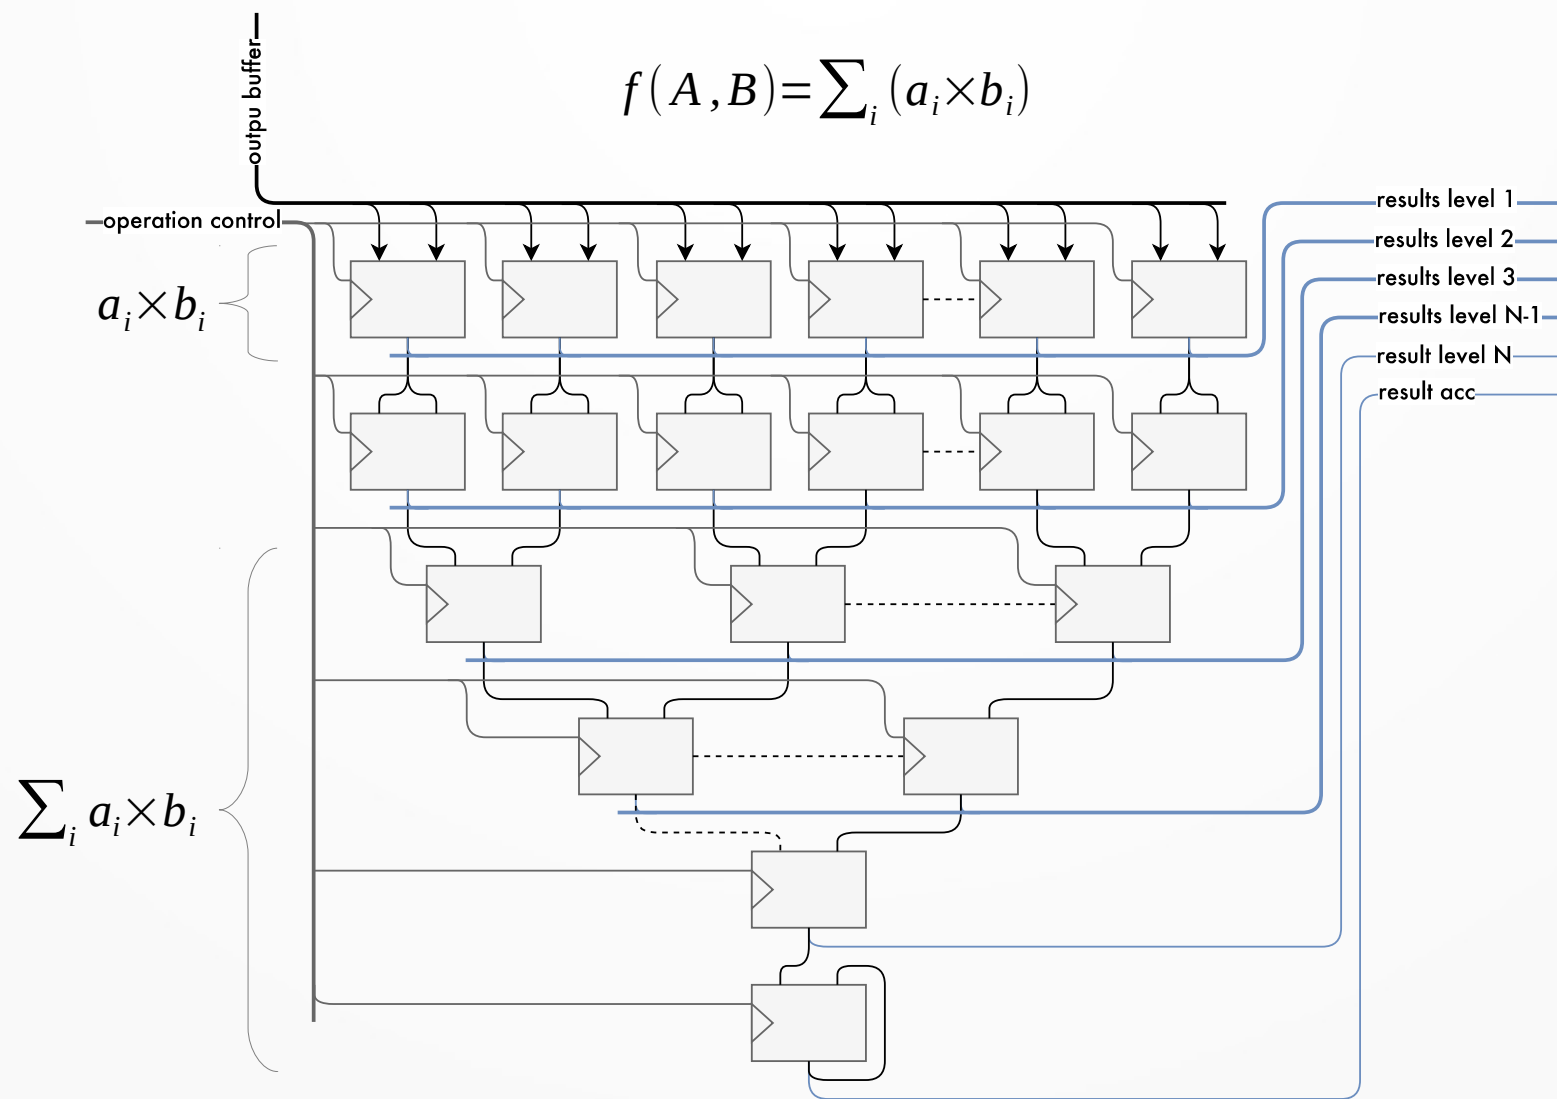 outpu buffer
f(A,B)=∑i(ai×bi)
operation control
results level 1
results level 2
results level 3
results level N-1
result level N
result acc
ai×bi
∑i ai×bi